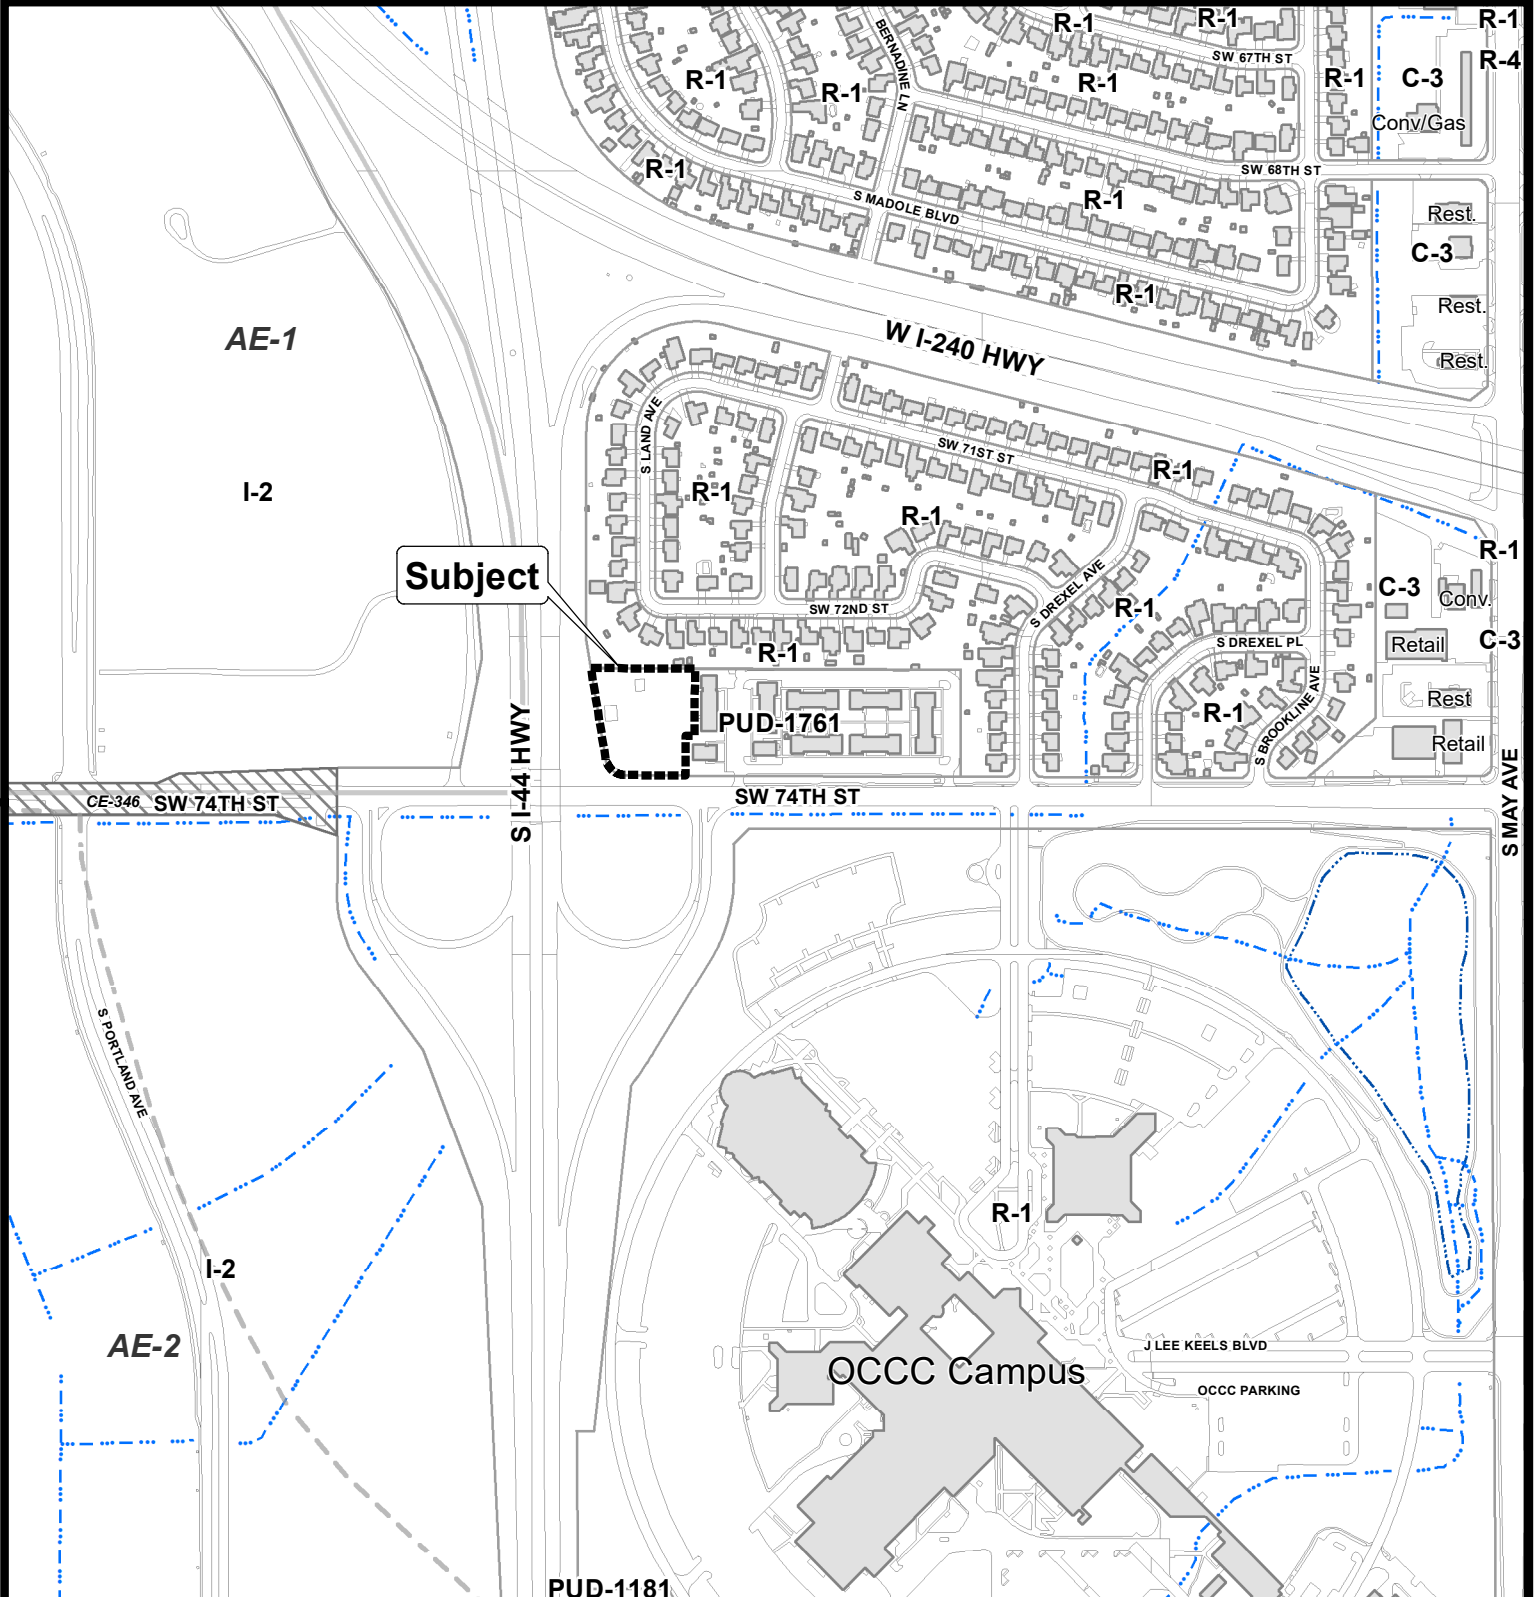 R-1
R-1
R-1
BERNADINE LN
SW 67TH ST
R-4
R-1
R-1
R-1
R-1
C-3
Conv/Gas
R-1
SW 68TH ST
S MADOLE BLVD
R-1
Rest.
C-3
R-1
Rest.
AE-1
W I-240 HWY
Rest.
S LAND AVE
SW 71ST ST
R-1
I-2
R-1
R-1
R-1
Subject
S DREXEL AVE
C-3
Conv.
SW 72ND ST
R-1
S DREXEL PL
Retail
C-3
R-1
Rest
S I-44 HWY
PUD-1761
R-1
S BROOKLINE AVE
Retail
S MAY AVE
CE-346
SW 74TH ST
SW 74TH ST
S PORTLAND AVE
R-1
I-2
AE-2
J LEE KEELS BLVD
OCCC Campus
OCCC PARKING
PUD-1181